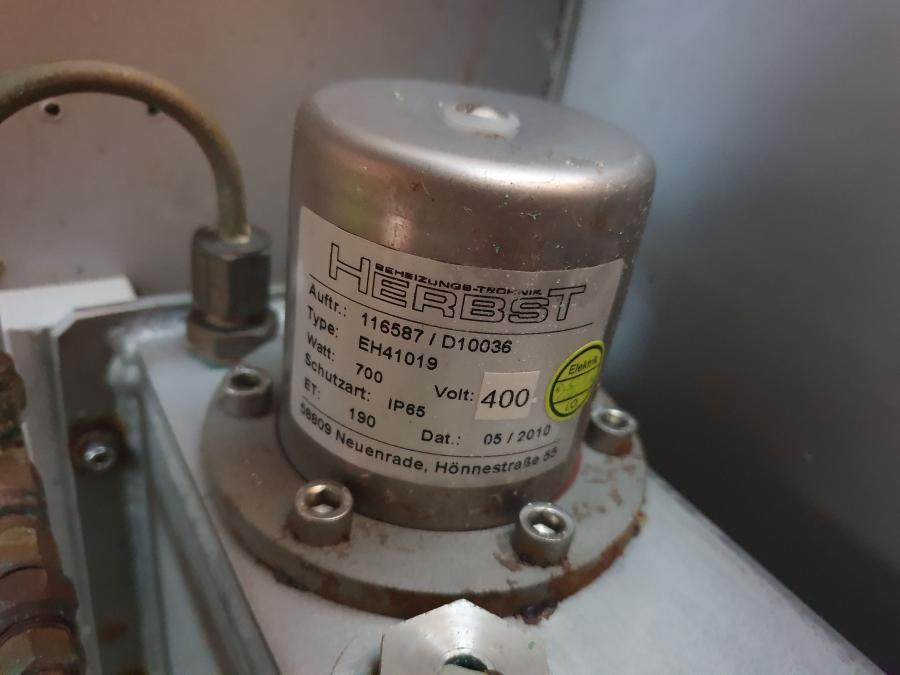 BEHEIZUNGS-TECHNIK
HERBST
Auftr.: 116587 / D10036
Type: EH41019
Watt: 700 Volt: 400
Schutzart: IP65
ET: 190 Dat.: 05 / 2010
58809 Neuenrade, Hönnestraße
Elektrik